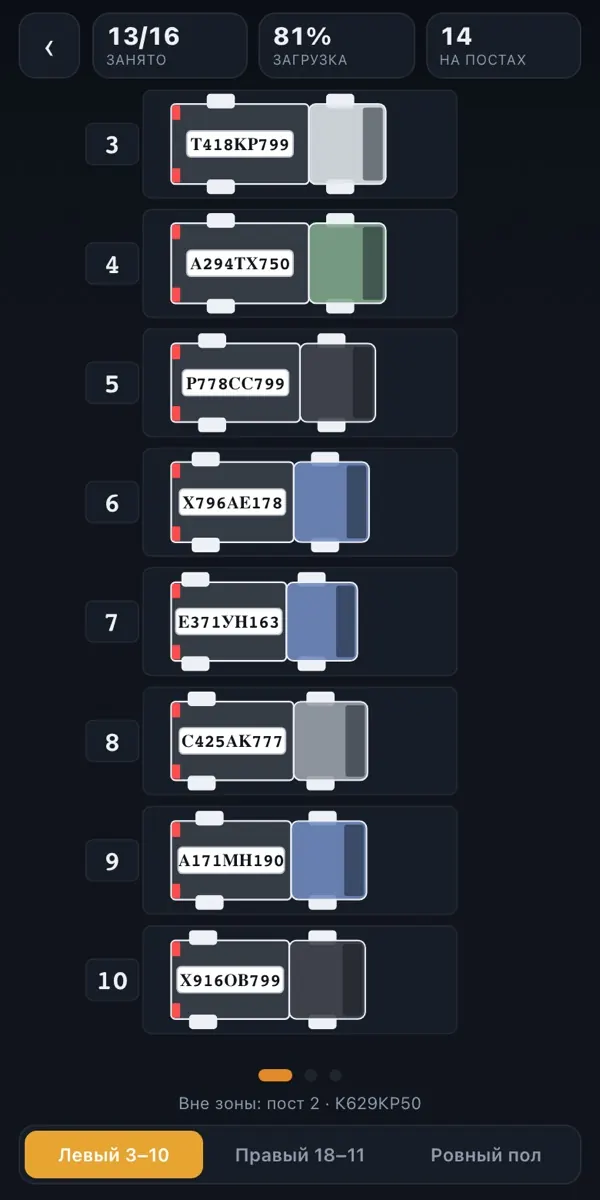 ‹
13/16
ЗАНЯТО
81%
ЗАГРУЗКА
14
НА ПОСТАХ
3
Т418КР799
4
А294ТХ750
5
Р778СС799
6
Х796АЕ178
7
Е371УН163
8
С425АК777
9
А171МН190
10
Х916ОВ799
Вне зоны: пост 2 · К629КР50
Левый 3–10
Правый 18–11
Ровный пол